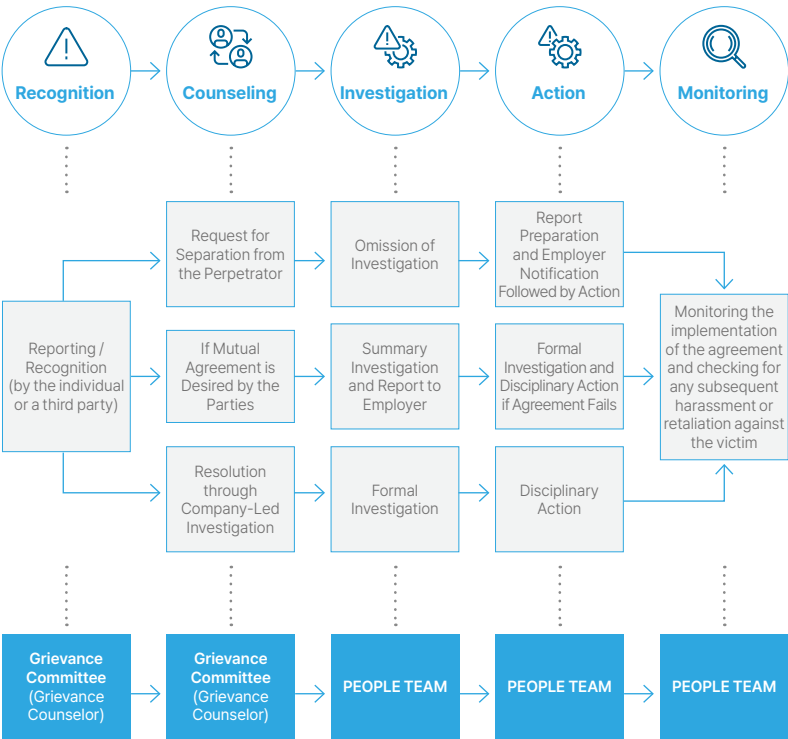 Recognition
Counseling
Investigation
Action
Monitoring
Reporting /
Recognition
(by the individual
or a third party)
Request for
Separation from
the Perpetrator
Omission of
Investigation
Report
Preparation
and Employer
Notification
Followed by Action
If Mutual
Agreement is
Desired by the
Parties
Summary
Investigation
and Report to
Employer
Formal
Investigation and
Disciplinary Action
if Agreement Fails
Resolution
through
Company-Led
Investigation
Formal
Investigation
Disciplinary
Action
Monitoring the
implementation
of the agreement
and checking for
any subsequent
harassment or
retaliation against
the victim
Grievance
Committee
(Grievance
Counselor)
Grievance
Committee
(Grievance
Counselor)
PEOPLE TEAM
PEOPLE TEAM
PEOPLE TEAM